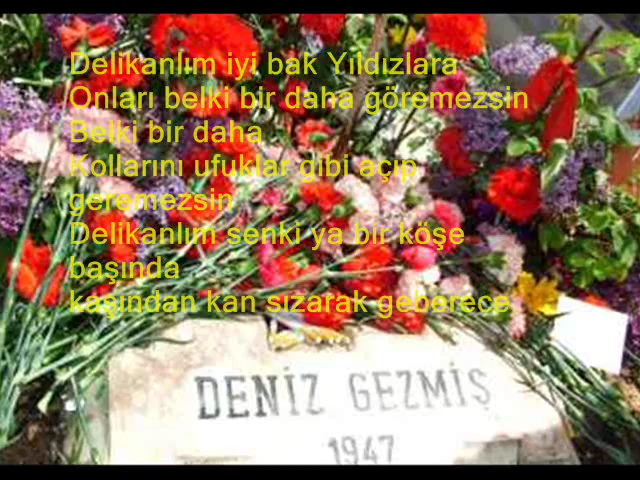 Delikanlım iyi bak Yıldızlara
Onları belki bir daha göremezsin
Belki bir daha
Kollarını ufuklar gibi açıp
geremezsin
Delikanlım senki ya bir köşe
başında
kaşından kan sızarak geberece
DENİZ GEZMİŞ
1947